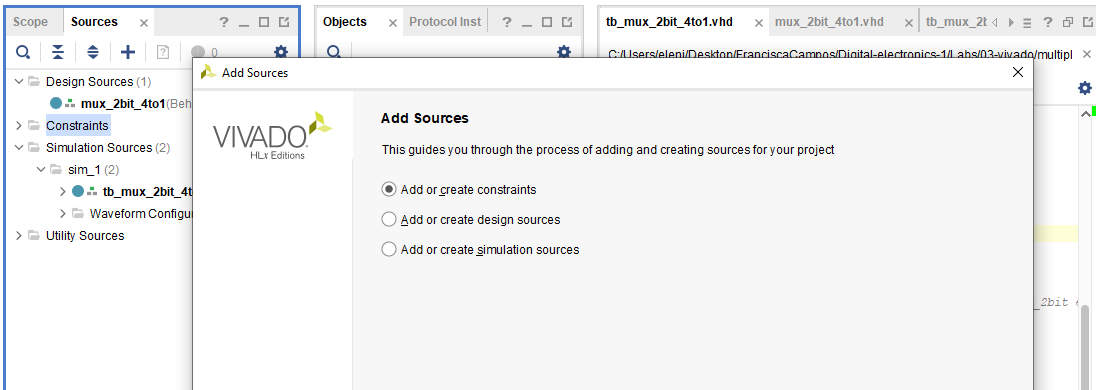 Scope Sources
Objects Protocol Inst
tb_mux_2bit_4to1.vhd mux_2bit_4to1.vhd tb_mux_2
C:/Users/eleni/Desktop/FranciscaCampos/Digital-electronics-1/Labs/03-vivado/multipl
0
Design Sources (1)
mux_2bit_4to1(Beh
Constraints
Simulation Sources (2)
sim_1 (2)
tb_mux_2bit_4t
Waveform Configu
Utility Sources
Add Sources
VIVADO.
HLx Editions
Add Sources
This guides you through the process of adding and creating sources for your project
Add or create constraints
Add or create design sources
Add or create simulation sources
_2bit